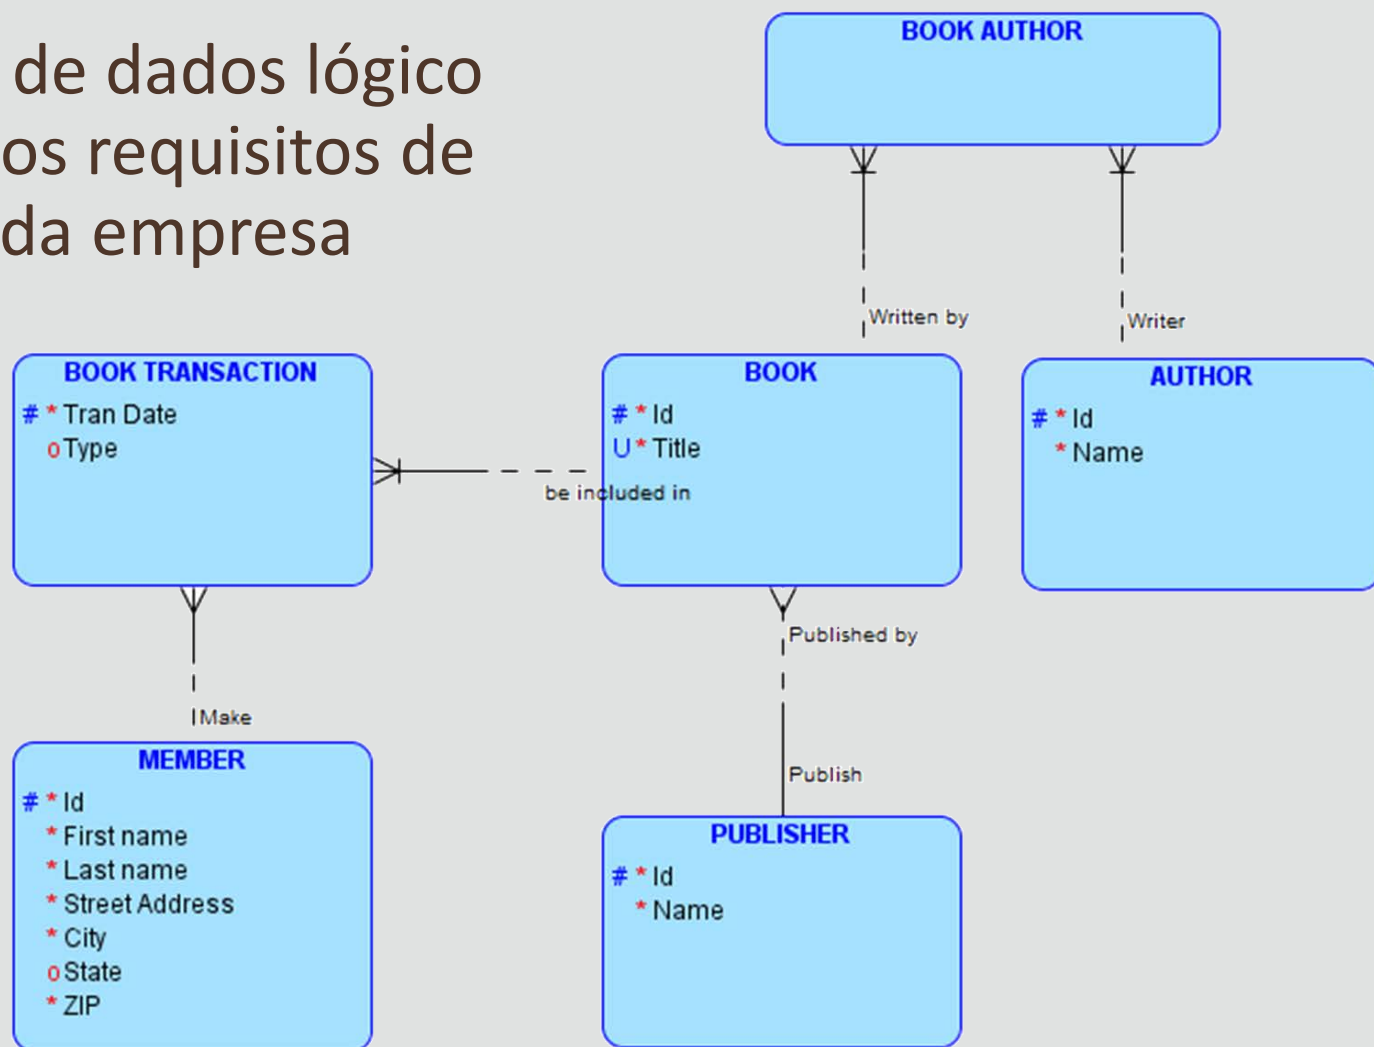 de dados lógico
os requisitos de
da empresa
BOOK AUTHOR
Written by
Writer
BOOK TRANSACTION
# * Tran Date
o Type
be included in
BOOK
# * Id
U * Title
AUTHOR
# * Id
* Name
Make
Published by
Publish
MEMBER
# * Id
* First name
* Last name
* Street Address
* City
o State
* ZIP
PUBLISHER
# * Id
* Name